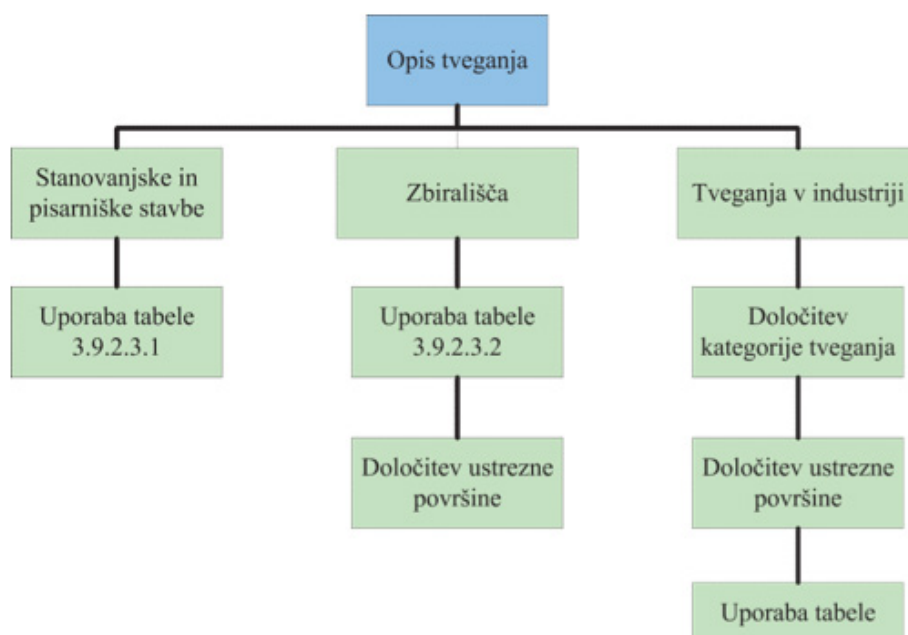 Opis tveganja
Stanovanjske in
pisarniške stavbe
Zbirališča
Tveganja v industriji
Uporaba tabele
3.9.2.3.1
Uporaba tabele
3.9.2.3.2
Določitev
kategorije tveganja
Določitev ustrezne
površine
Določitev ustrezne
površine
Uporaba tabele